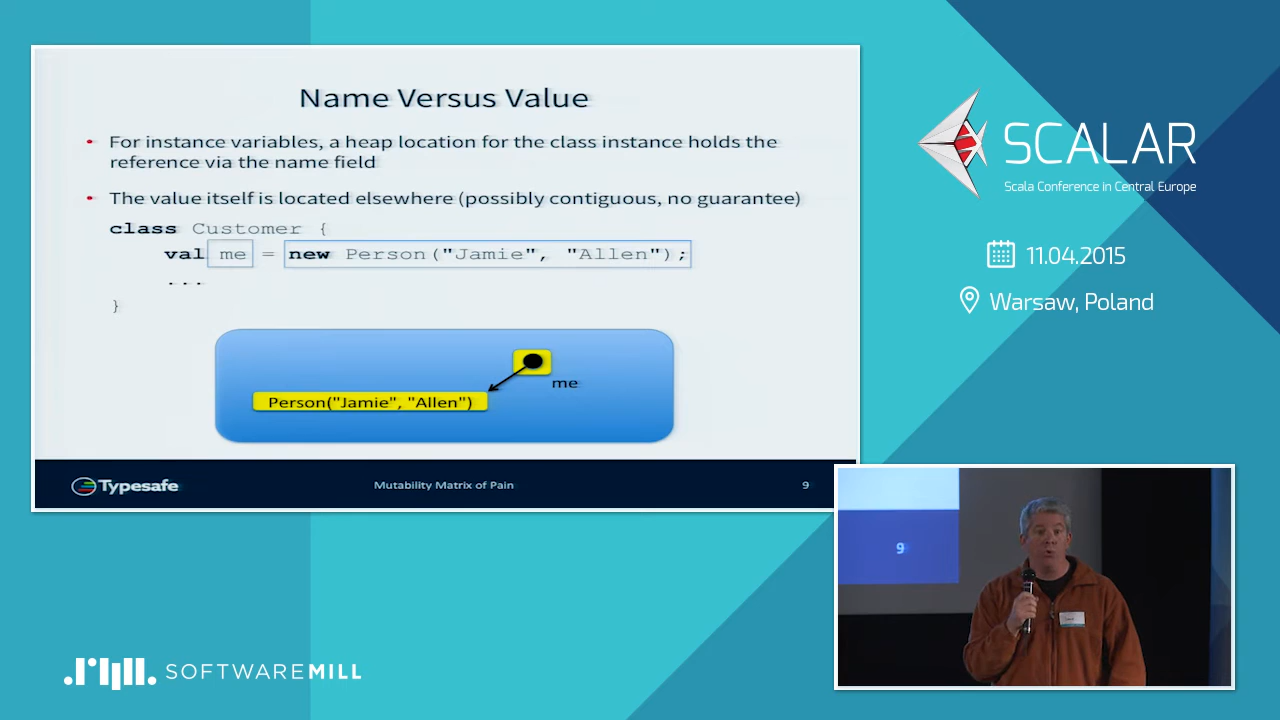 Name Versus Value
• For instance variables, a heap location for the class instance holds the
reference via the name field
• The value itself is located elsewhere (possibly contiguous, no guarantee)
class Customer {
val me = new Person("Jamie", "Allen");
...
}
me
Person("Jamie", "Allen")
Typesafe
Mutability Matrix of Pain
9
SCALAR
Scala Conference in Central Europe
11.04.2015
Warsaw, Poland
9
SOFTWAREMILL